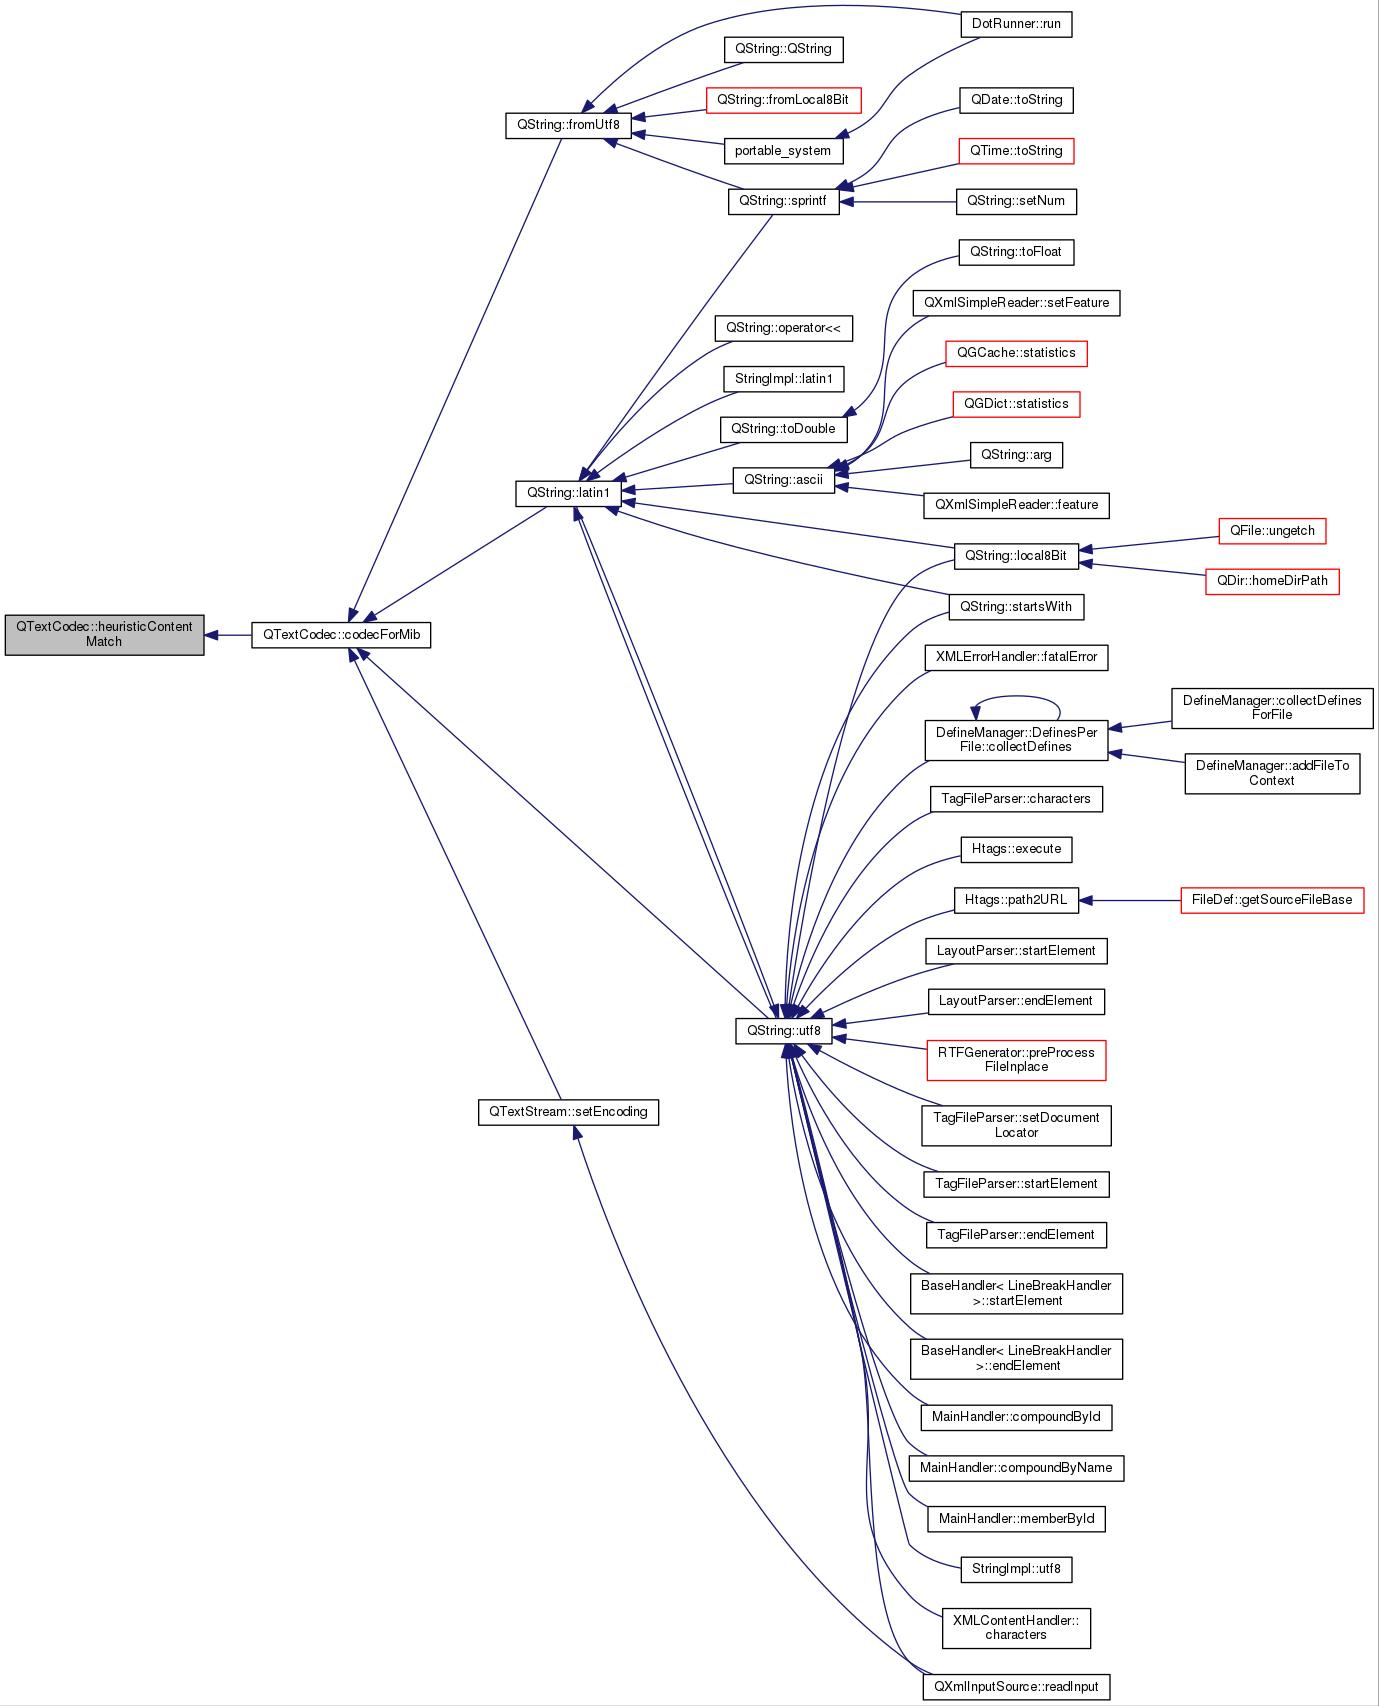 DotRunner::run
QString::QString
QString::fromLocal8Bit
QDate::toString
QString::fromUtf8
portable_system
QTime::toString
QString::sprintf
QString::setNum
QString::toFloat
QXmlSimpleReader::setFeature
QString::operator<<
QGCache::statistics
StringImpl::latin1
QGDict::statistics
QString::toDouble
QString::arg
QString::ascii
QString::latin1
QXmlSimpleReader::feature
QFile::ungetch
QString::local8Bit
QDir::homeDirPath
QString::startsWith
QTextCodec::heuristicContent
Match
QTextCodec::codecForMib
XMLErrorHandler::fatalError
DefineManager::collectDefines
ForFile
DefineManager::DefinesPer
File::collectDefines
DefineManager::addFileTo
Context
TagFileParser::characters
Htags::execute
Htags::path2URL
FileDef::getSourceFileBase
LayoutParser::startElement
LayoutParser::endElement
QString::utf8
RTFGenerator::preProcess
FileInplace
QTextStream::setEncoding
TagFileParser::setDocument
Locator
TagFileParser::startElement
TagFileParser::endElement
BaseHandler< LineBreakHandler
>::startElement
BaseHandler< LineBreakHandler
>::endElement
MainHandler::compoundById
MainHandler::compoundByName
MainHandler::memberById
StringImpl::utf8
XMLContentHandler::
characters
QXmlInputSource::readInput